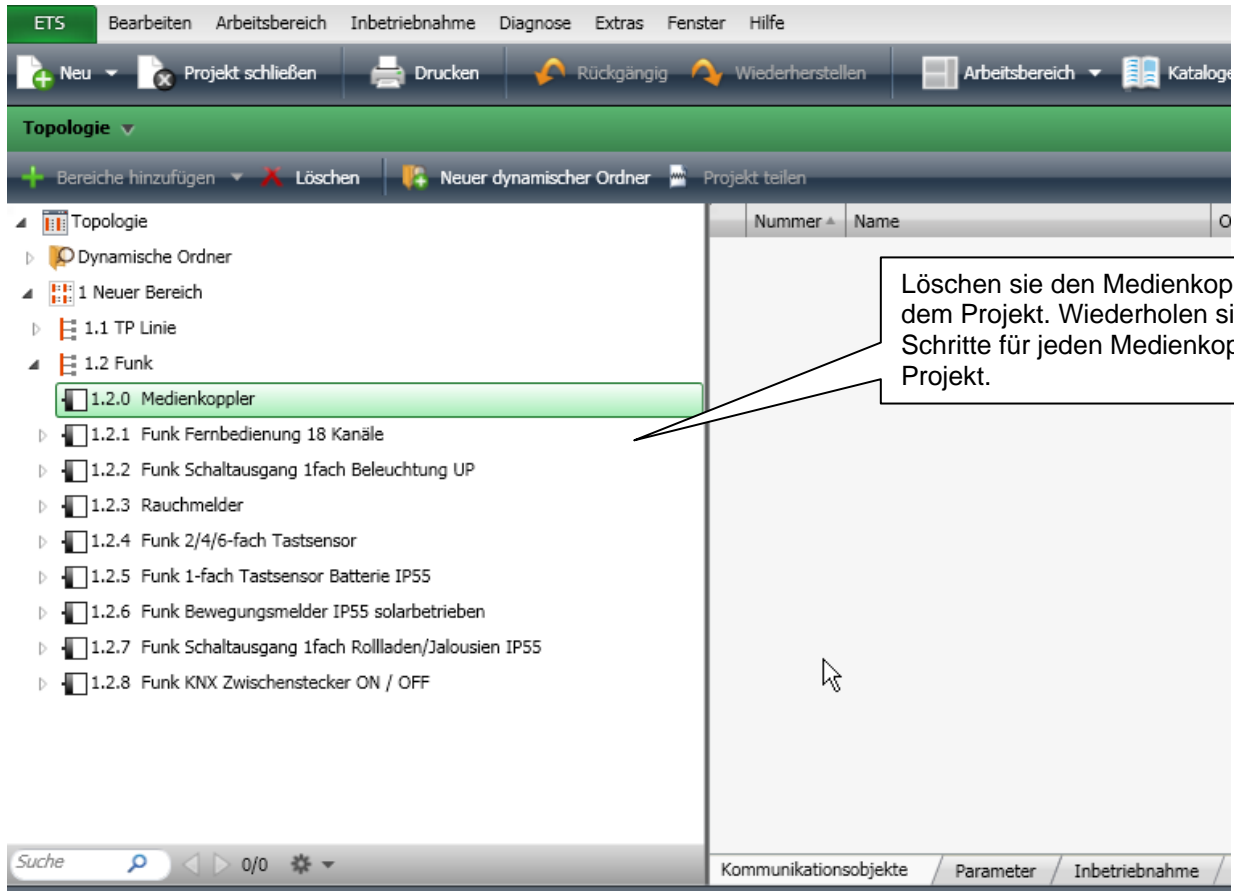 ETS Bearbeiten Arbeitsbereich Inbetriebnahme Diagnose Extras Fenster Hilfe
Neu Projekt schließen Drucken Rückgängig Wiederherstellen Arbeitsbereich Kataloge
Topologie
Bereiche hinzufügen Löschen Neuer dynamischer Ordner Projekt teilen
Topologie
Dynamische Ordner
1 Neuer Bereich
1.1 TP Linie
1.2 Funk
1.2.0 Medienkoppler
1.2.1 Funk Fernbedienung 18 Kanäle
1.2.2 Funk Schaltausgang 1fach Beleuchtung UP
1.2.3 Rauchmelder
1.2.4 Funk 2/4/6-fach Tastsensor
1.2.5 Funk 1-fach Tastsensor Batterie IP55
1.2.6 Funk Bewegungsmelder IP55 solarbetrieben
1.2.7 Funk Schaltausgang 1fach Rollladen/Jalousien IP55
1.2.8 Funk KNX Zwischenstecker ON / OFF
Suche 0/0
Nummer Name
Löschen sie den Medienkop
dem Projekt. Wiederholen si
Schritte für jeden Medienkop
Projekt.
Kommunikationsobjekte Parameter Inbetriebnahme